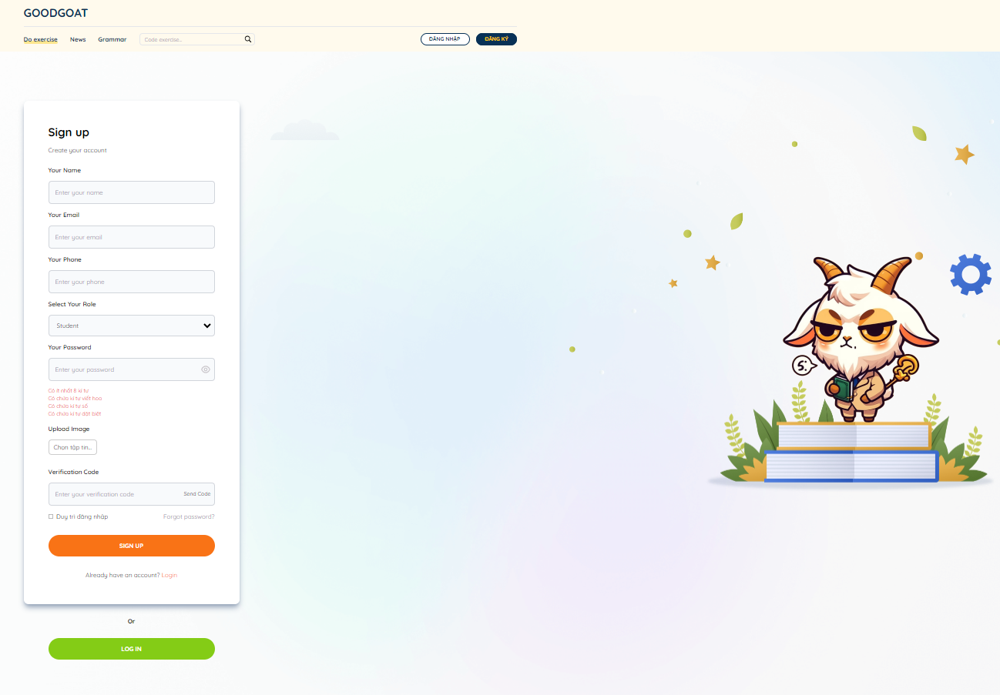 GOODGOAT
Do exercise News Grammar Code exercise... ĐĂNG NHẬP ĐĂNG KÝ
Sign up
Create your account
Your Name
Enter your name
Your Email
Enter your email
Your Phone
Enter your phone
Select Your Role
Student
Your Password
Enter your password
Có ít nhất 8 kí tự
Có chứa kí tự viết hoa
Có chứa kí tự số
Có chứa kí tự đặt biệt
Upload Image
Chọn tập tin...
Verification Code
Enter your verification code Send Code
Duy trì đăng nhập Forgot password?
SIGN UP
Already have an account? Login
Or
LOG IN